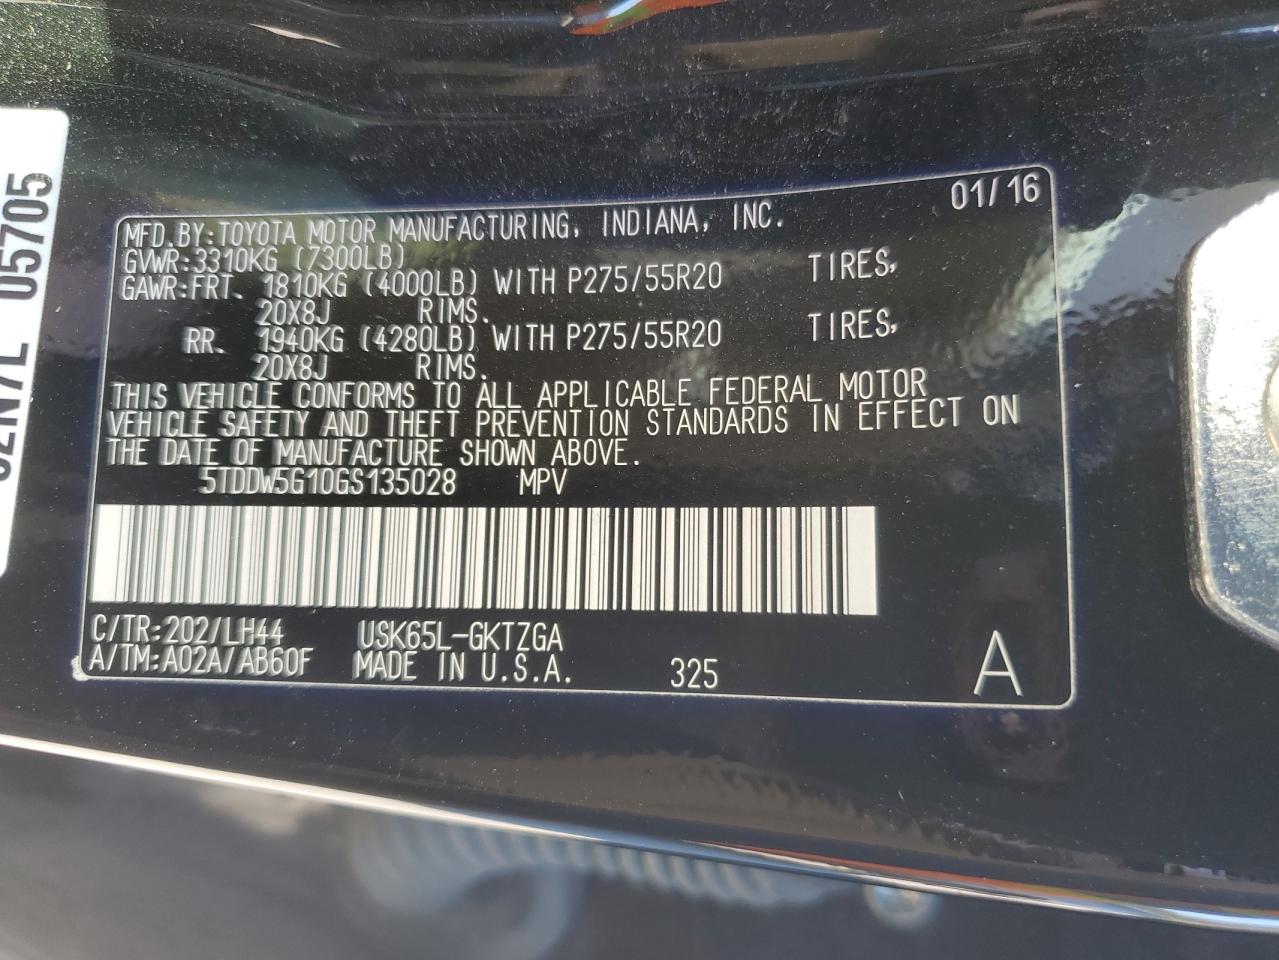 01/16
MFD.BY:TOYOTA MOTOR MANUFACTURING, INDIANA, INC.
GVWR:3310KG (7300LB)
GAWR:FRT. 1810KG (4000LB) WITH P275/55R20 TIRES,
20X8J RIMS.
RR. 1940KG (4280LB) WITH P275/55R20 TIRES,
20X8J RIMS.
THIS VEHICLE CONFORMS TO ALL APPLICABLE FEDERAL MOTOR
VEHICLE SAFETY AND THEFT PREVENTION STANDARDS IN EFFECT ON
THE DATE OF MANUFACTURE SHOWN ABOVE.
5TDDW5G10GS135028 MPV
C/TR:202/LH44 USK65L-GKTZGA
A/TM:A02A/AB60F MADE IN U.S.A. 325 A
05705